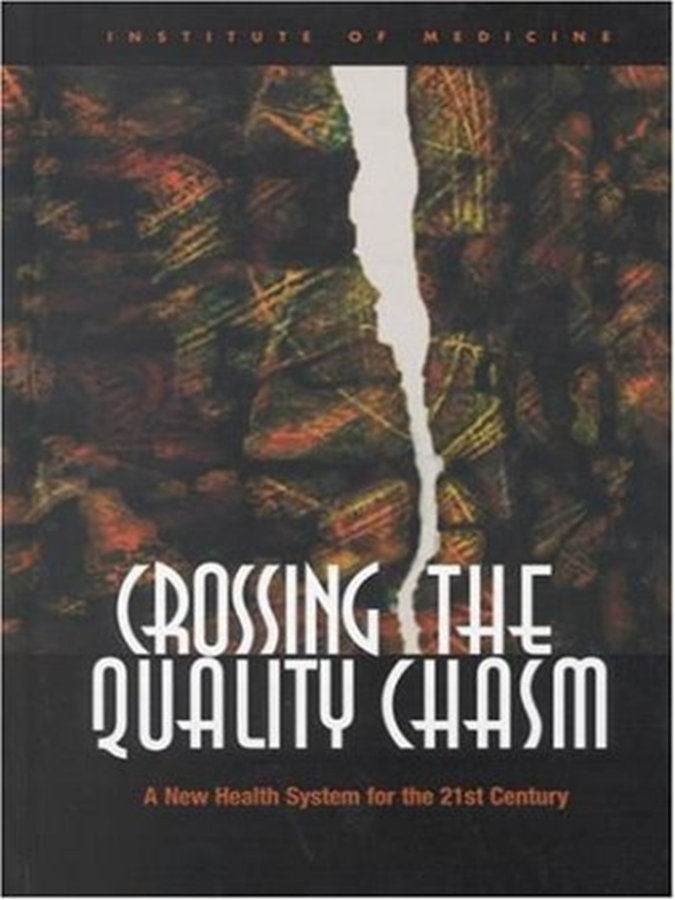 INSTITUTE OF MEDICINE
CROSSING THE
QUALITY CHASM
A New Health System for the 21st Century